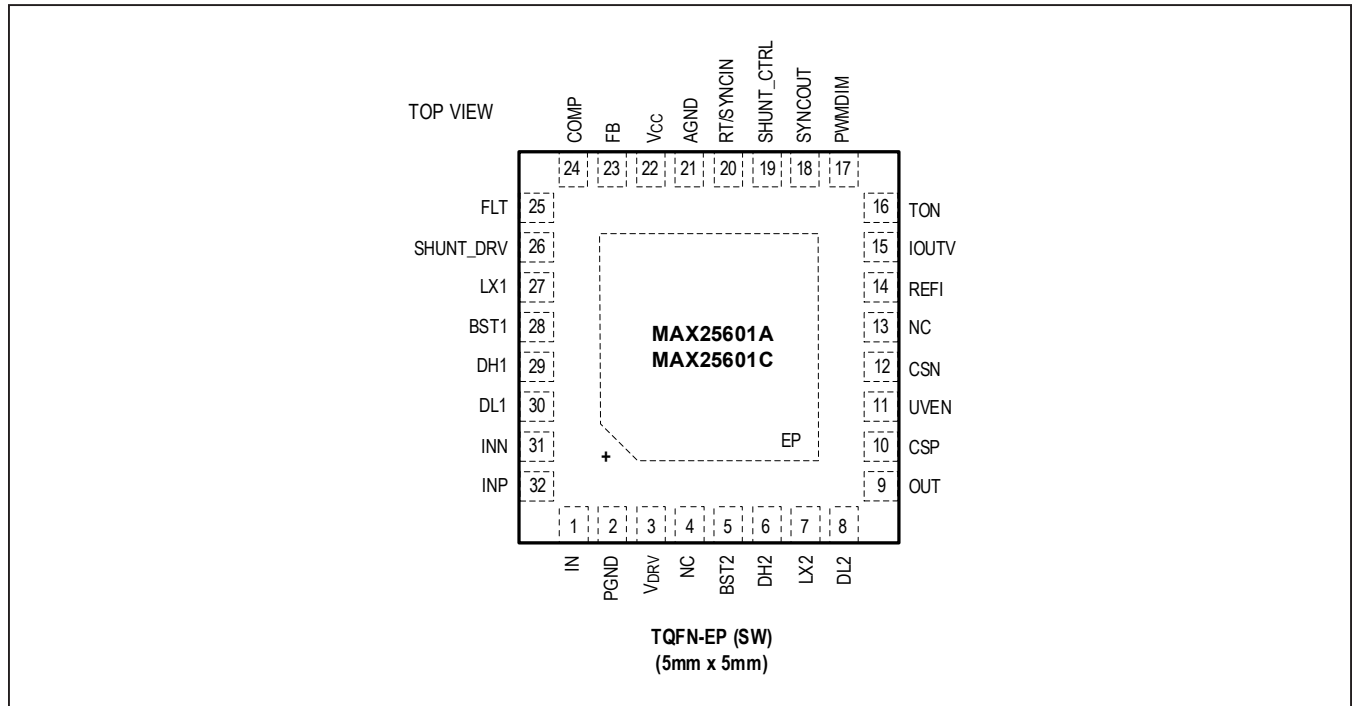 TOP VIEW
COMP
FB
VCC
AGND
RT/SYNCIN
SHUNT_CTRL
SYNCOUT
PWMDIM
24
23
22
21
20
19
18
17
FLT 25
SHUNT_DRV 26
LX1 27
BST1 28
DH1 29
DL1 30
INN 31
INP 32
16 TON
15 IOUTV
14 REFI
13 NC
12 CSN
11 UVEN
10 CSP
9 OUT
MAX25601A
MAX25601C
EP
+
1
2
3
4
5
6
7
8
IN
PGND
VDRV
NC
BST2
DH2
LX2
DL2
TQFN-EP (SW)
(5mm x 5mm)